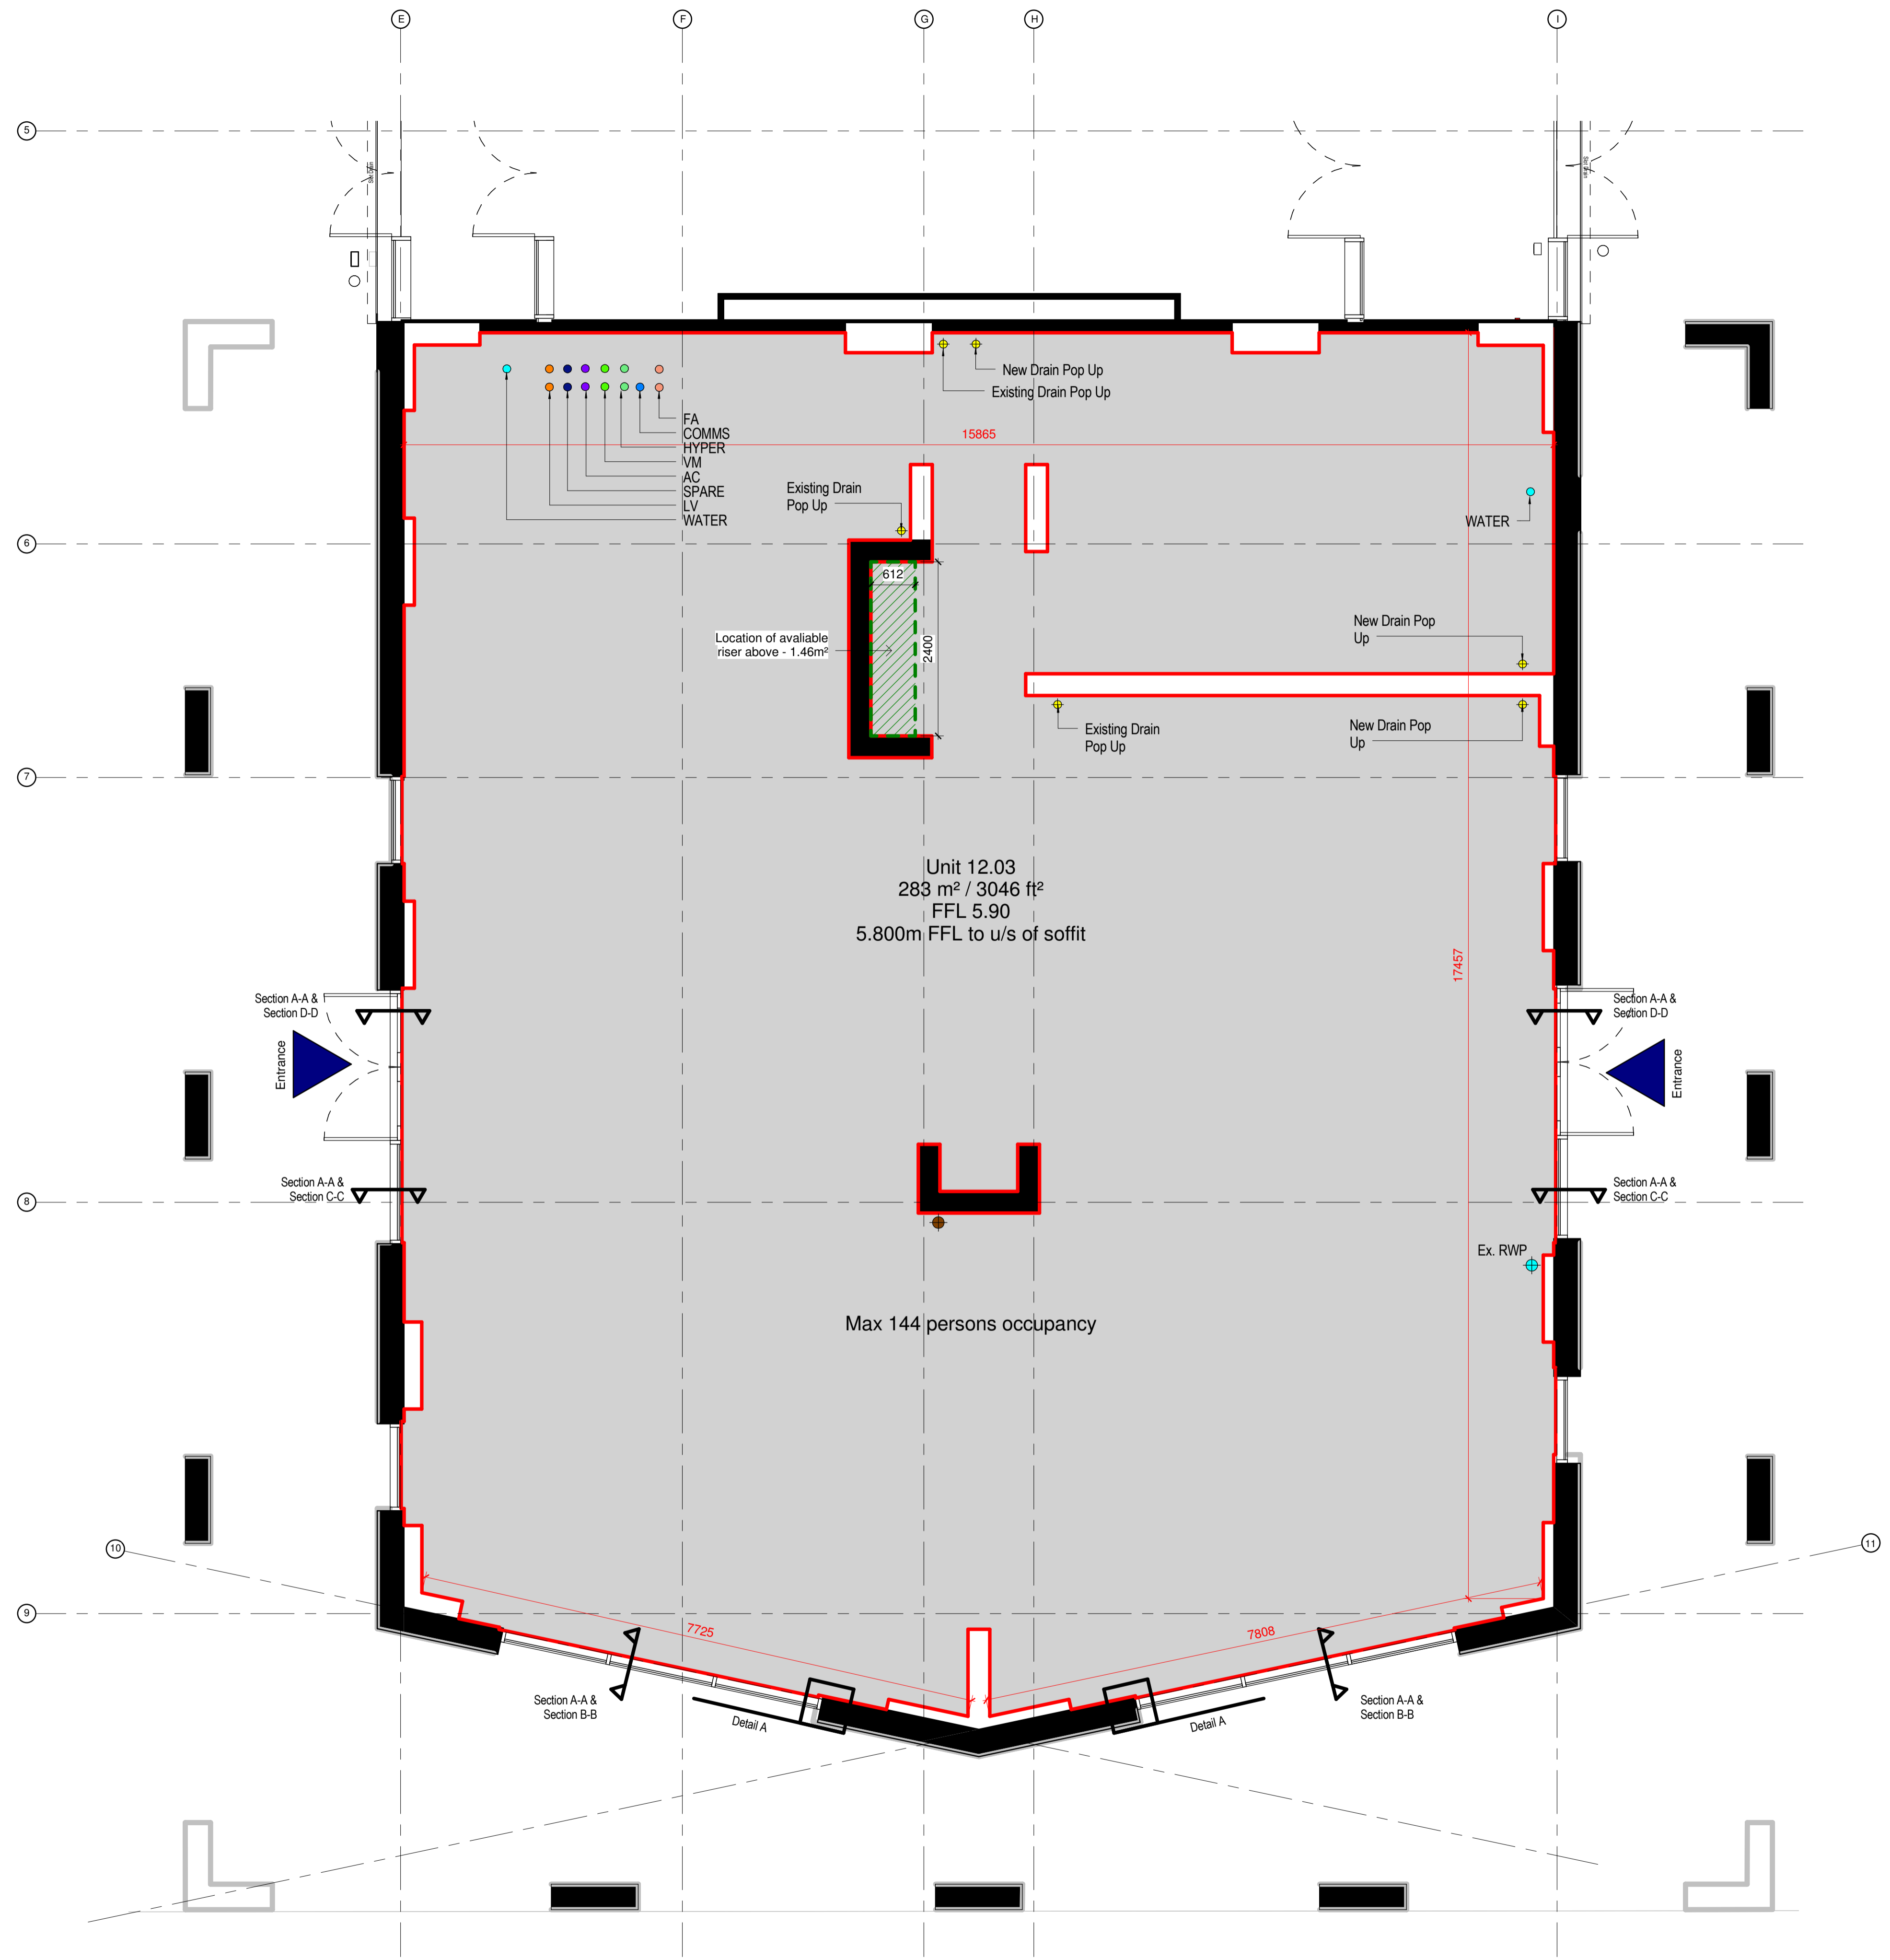 E
F
G
H
I
5
Slot Drain
Slot Drain
New Drain Pop Up
Existing Drain Pop Up
FA
COMMS
HYPER
VM
AC
SPARE
LV
WATER
15865
Existing Drain
Pop Up
WATER
6
612
2400
Location of avaliable
riser above - 1.46m²
New Drain Pop
Up
Existing Drain
Pop Up
New Drain Pop
Up
7
Unit 12.03
283 m² / 3046 ft²
FFL 5.90
5.800m FFL to u/s of soffit
17457
Section A-A &
Section D-D
Section A-A &
Section D-D
Entrance
Entrance
Section A-A &
Section C-C
Section A-A &
Section C-C
8
Ex. RWP
Max 144 persons occupancy
10
11
9
7725
7808
Section A-A &
Section B-B
Section A-A &
Section B-B
Detail A
Detail A